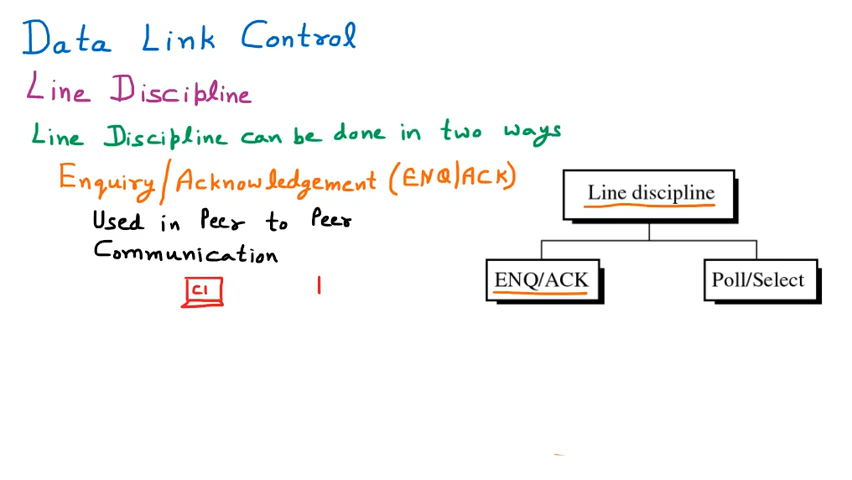 Data Link Control
Line Discipline
Line Discipline can be done in two ways
Enquiry/Acknowledgement (ENQ/ACK)
Used in Peer to Peer
Communication
C1
Line discipline
ENQ/ACK
Poll/Select